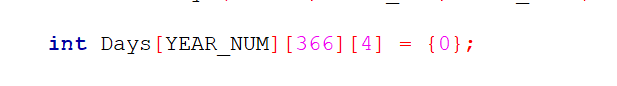 int Days[YEAR_NUM][366][4] = {0};